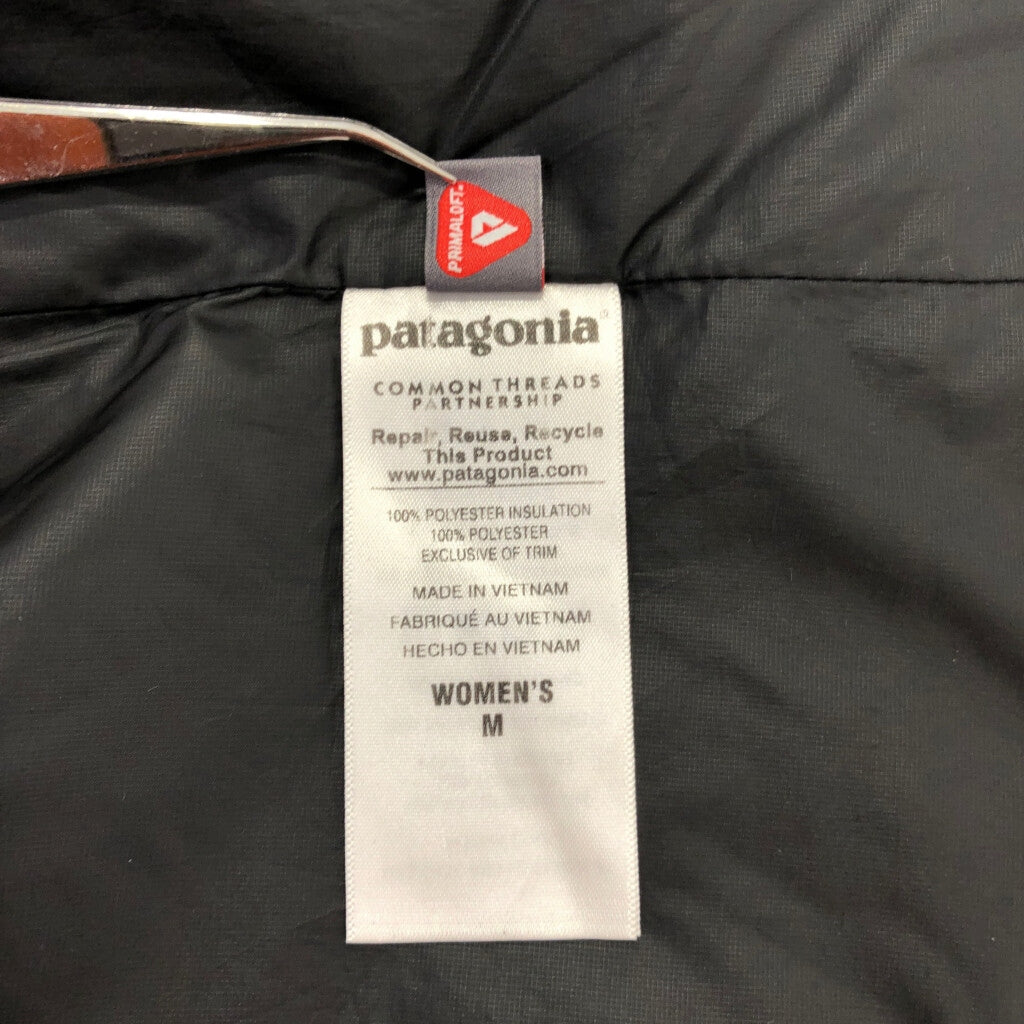 PRIMALOFT
patagonia®
COMMON THREADS
PARTNERSHIP
Repair, Reuse, Recycle
This Product
www.patagonia.com
100% POLYESTER INSULATION
100% POLYESTER
EXCLUSIVE OF TRIM
MADE IN VIETNAM
FABRIQUÉ AU VIETNAM
HECHO EN VIETNAM
WOMEN'S
M